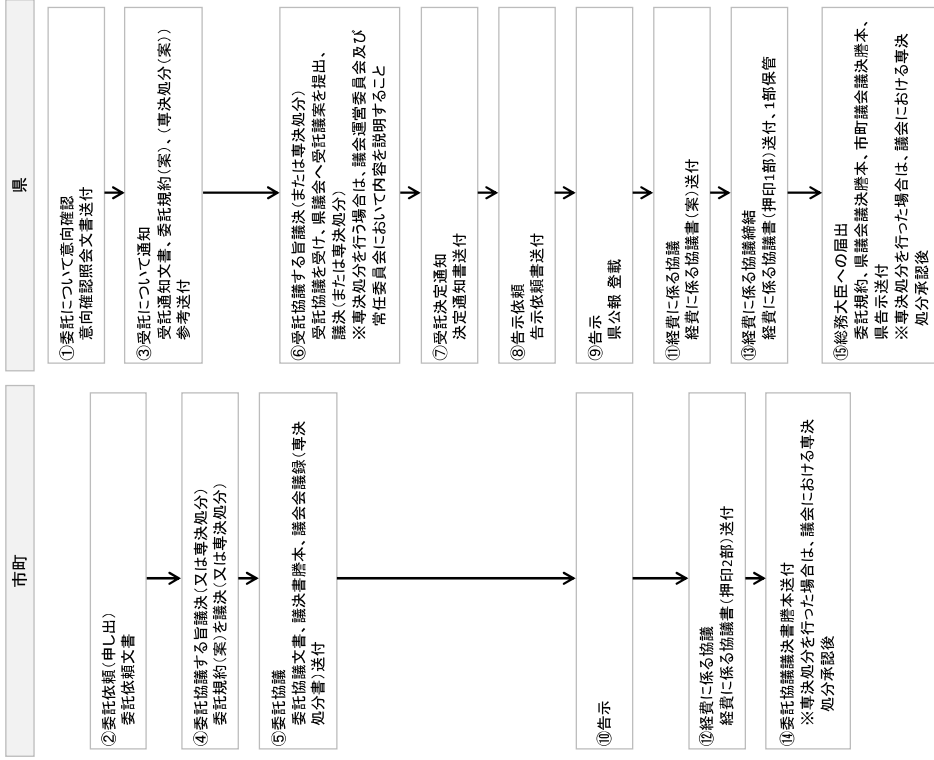 市町
県
①委託について意向確認
意向確認照会文書送付
②委託依頼(申し出)
委託依頼文書
③受託について通知
受託通知文書、委託規約(案)、(専決処分(案))
参考送付
④委託協議する旨議決(又は専決処分)
委託規約(案)を議決(又は専決処分)
⑤委託協議
委託協議文書、議決書謄本、議会会議録(専決
処分書)送付
⑥受託協議する旨議決(または専決処分)
受託協議を受け、県議会へ受託議案を提出、
議決(または専決処分)
※専決処分を行う場合は、議会運営委員会及び
常任委員会において内容を説明すること
⑦受託決定通知
決定通知書送付
⑧告示依頼
告示依頼書送付
⑨告示
県公報 登載
⑩告示
⑪経費に係る協議
経費に係る協議書(案)送付
⑫経費に係る協議
経費に係る協議書(押印2部)送付
⑬経費に係る協議締結
経費に係る協議書(押印1部)送付、1部保管
⑭委託協議議決書謄本送付
※専決処分を行った場合は、議会における専決
処分承認後
⑮総務大臣への届出
委託規約、県議会議決謄本、市町議会議決謄本、
県告示送付
※専決処分を行った場合は、議会における専決
処分承認後